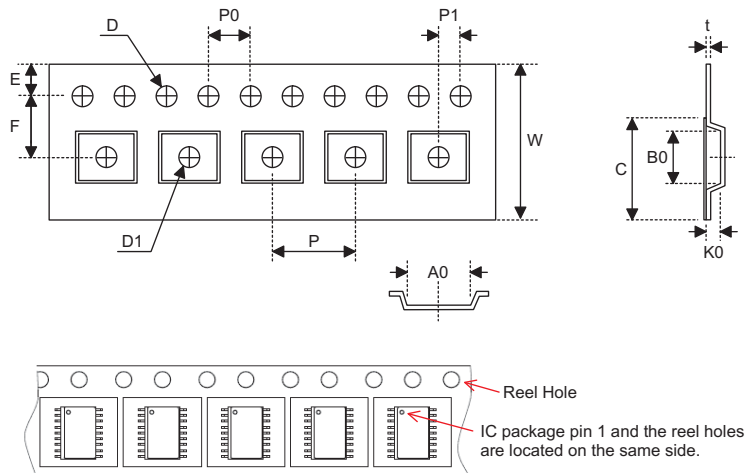 D
P0
P1
t
E
F
W
C
B0
D1
P
K0
A0
Reel Hole
IC package pin 1 and the reel holes
are located on the same side.